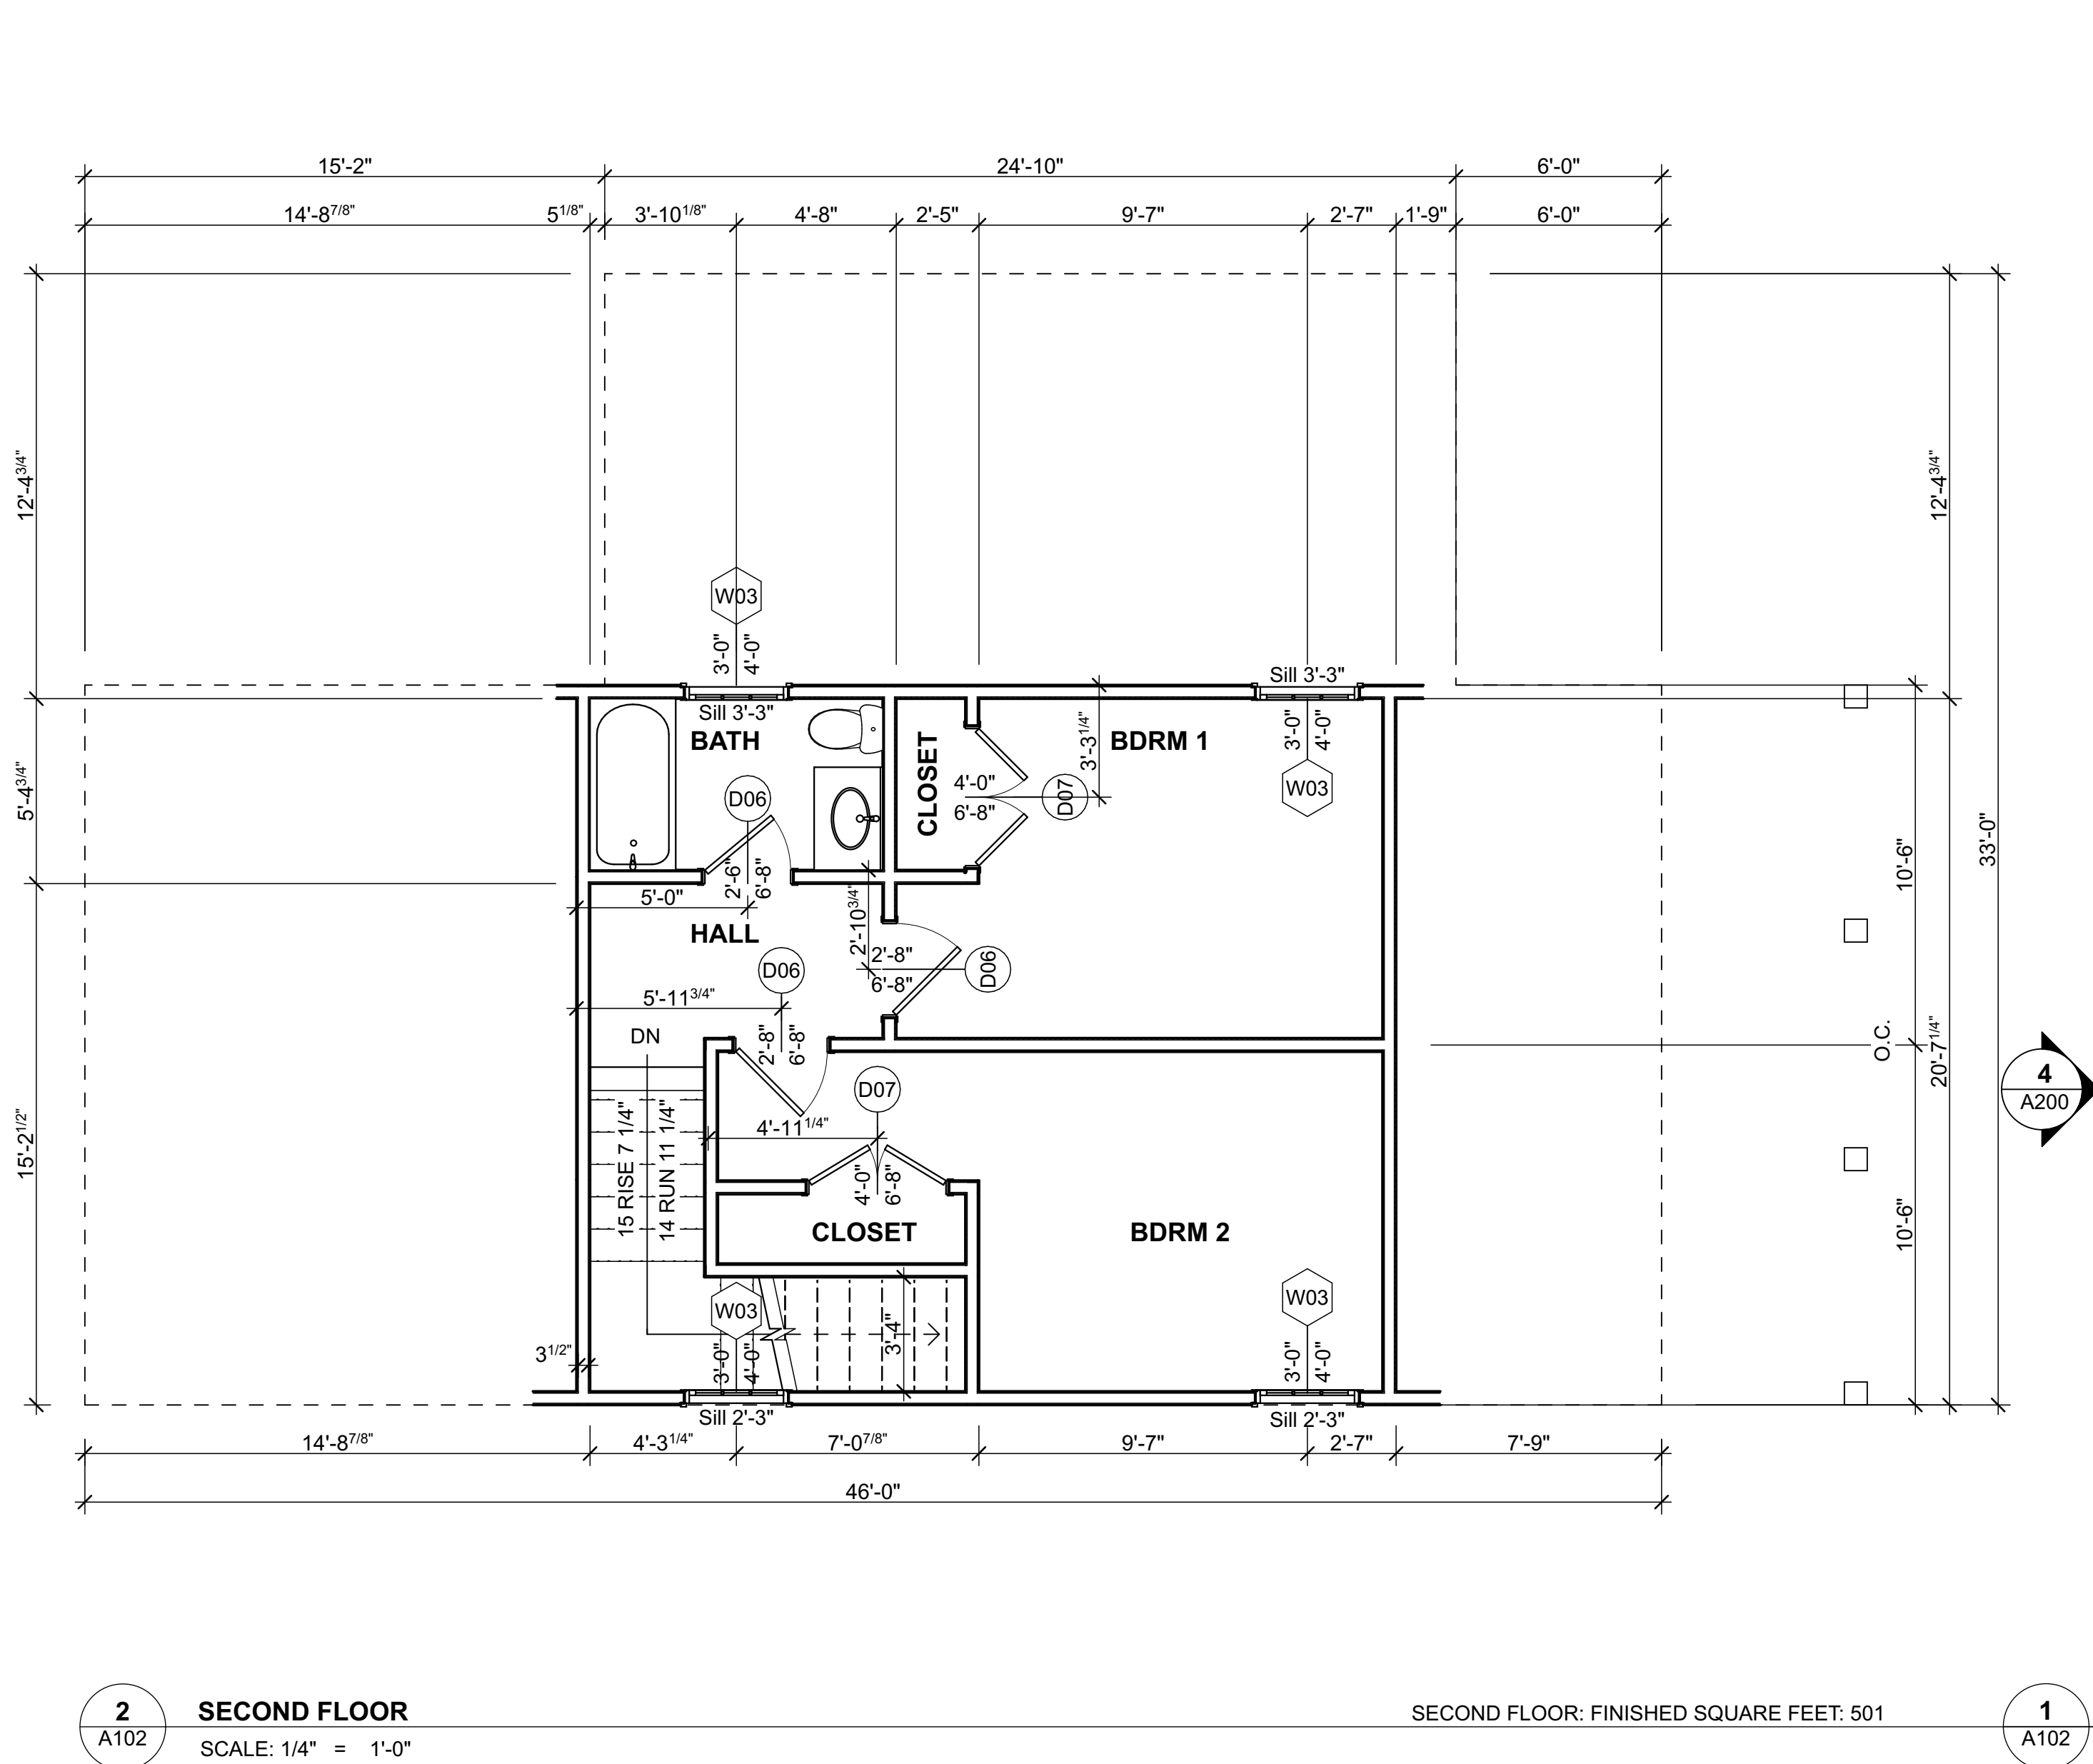 15'-2" 24'-10" 6'-0"
14'-8 7/8" 5 1/8" 3'-10 1/8" 4'-8" 2'-5" 9'-7" 2'-7" 1'-9" 6'-0"
12'-4 3/4"
5'-4 3/4"
15'-2 1/2"
12'-4 3/4"
33'-0"
10'-6"
20'-7 1/4"
O.C.
10'-6"
4
A200
W03
3'-0"
4'-0"
Sill 3'-3"
Sill 3'-3"
BATH
CLOSET
3'-3 1/4"
BDRM 1
3'-0"
4'-0"
W03
D06
4'-0"
6'-8"
D07
2'-6"
6'-8"
5'-0"
HALL
2'-10 3/4"
2'-8"
6'-8"
D06
D06
5'-11 3/4"
DN
2'-8"
6'-8"
D07
4'-11 1/4"
15 RISE 7 1/4"
14 RUN 11 1/4"
4'-0"
6'-8"
CLOSET
BDRM 2
W03
3'-0"
4'-0"
3'-4"
W03
3'-0"
4'-0"
3 1/2"
Sill 2'-3"
Sill 2'-3"
14'-8 7/8" 4'-3 1/4" 7'-0 7/8" 9'-7" 2'-7" 7'-9"
46'-0"
2
A102
SECOND FLOOR
SCALE: 1/4" = 1'-0"
SECOND FLOOR: FINISHED SQUARE FEET: 501
1
A102